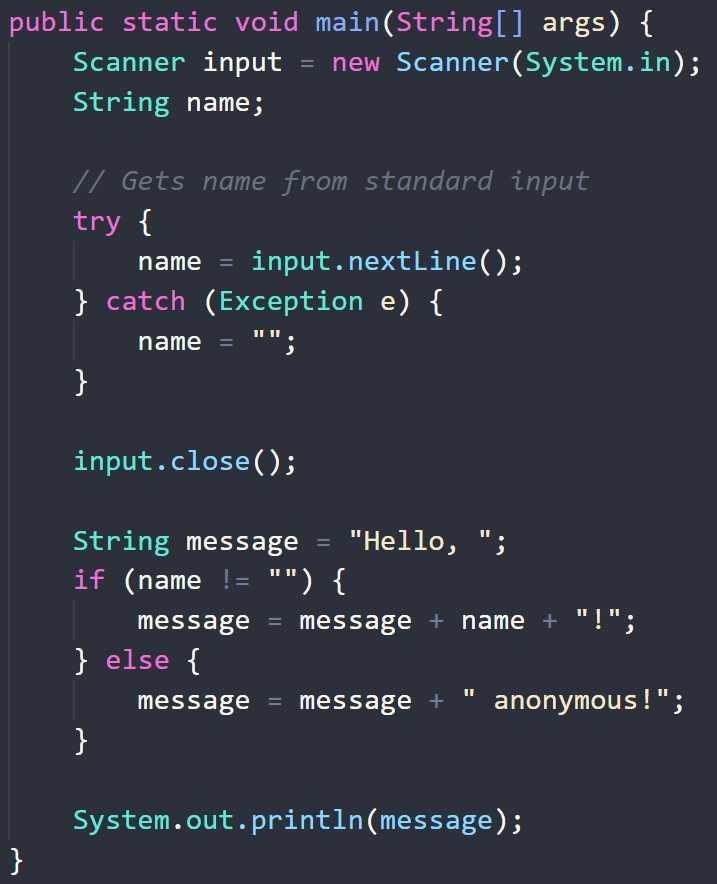 public static void main(String[] args) {
    Scanner input = new Scanner(System.in);
    String name;

    // Gets name from standard input
    try {
        name = input.nextLine();
    } catch (Exception e) {
        name = "";
    }

    input.close();

    String message = "Hello, ";
    if (name != "") {
        message = message + name + "!";
    } else {
        message = message + " anonymous!";
    }

    System.out.println(message);
}